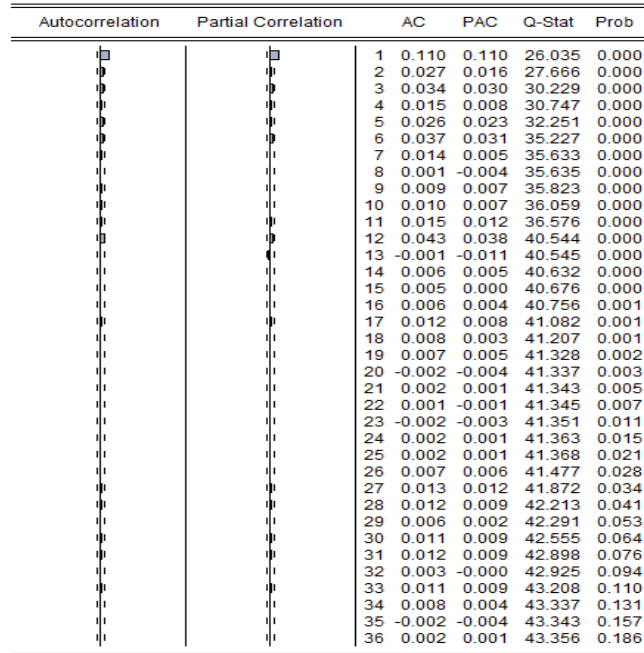 Autocorrelation Partial Correlation AC PAC Q-Stat Prob
1 0.110 0.110 26.035 0.000
2 0.027 0.016 27.666 0.000
3 0.034 0.030 30.229 0.000
4 0.015 0.008 30.747 0.000
5 0.026 0.023 32.251 0.000
6 0.037 0.031 35.227 0.000
7 0.014 0.005 35.633 0.000
8 0.001 -0.004 35.635 0.000
9 0.009 0.007 35.823 0.000
10 0.010 0.007 36.059 0.000
11 0.015 0.012 36.576 0.000
12 0.043 0.038 40.544 0.000
13 -0.001 -0.011 40.545 0.000
14 0.006 0.005 40.632 0.000
15 0.005 0.000 40.676 0.000
16 0.006 0.004 40.756 0.001
17 0.012 0.008 41.082 0.001
18 0.008 0.003 41.207 0.001
19 0.007 0.005 41.328 0.002
20 -0.002 -0.004 41.337 0.003
21 0.002 0.001 41.343 0.005
22 0.001 -0.001 41.345 0.007
23 -0.002 -0.003 41.351 0.011
24 0.002 0.001 41.363 0.015
25 0.002 0.001 41.368 0.021
26 0.007 0.006 41.477 0.028
27 0.013 0.012 41.872 0.034
28 0.012 0.009 42.213 0.041
29 0.006 0.002 42.291 0.053
30 0.011 0.009 42.555 0.064
31 0.012 0.009 42.898 0.076
32 0.003 -0.000 42.925 0.094
33 0.011 0.009 43.208 0.110
34 0.008 0.004 43.337 0.131
35 -0.002 -0.004 43.343 0.157
36 0.002 0.001 43.356 0.186